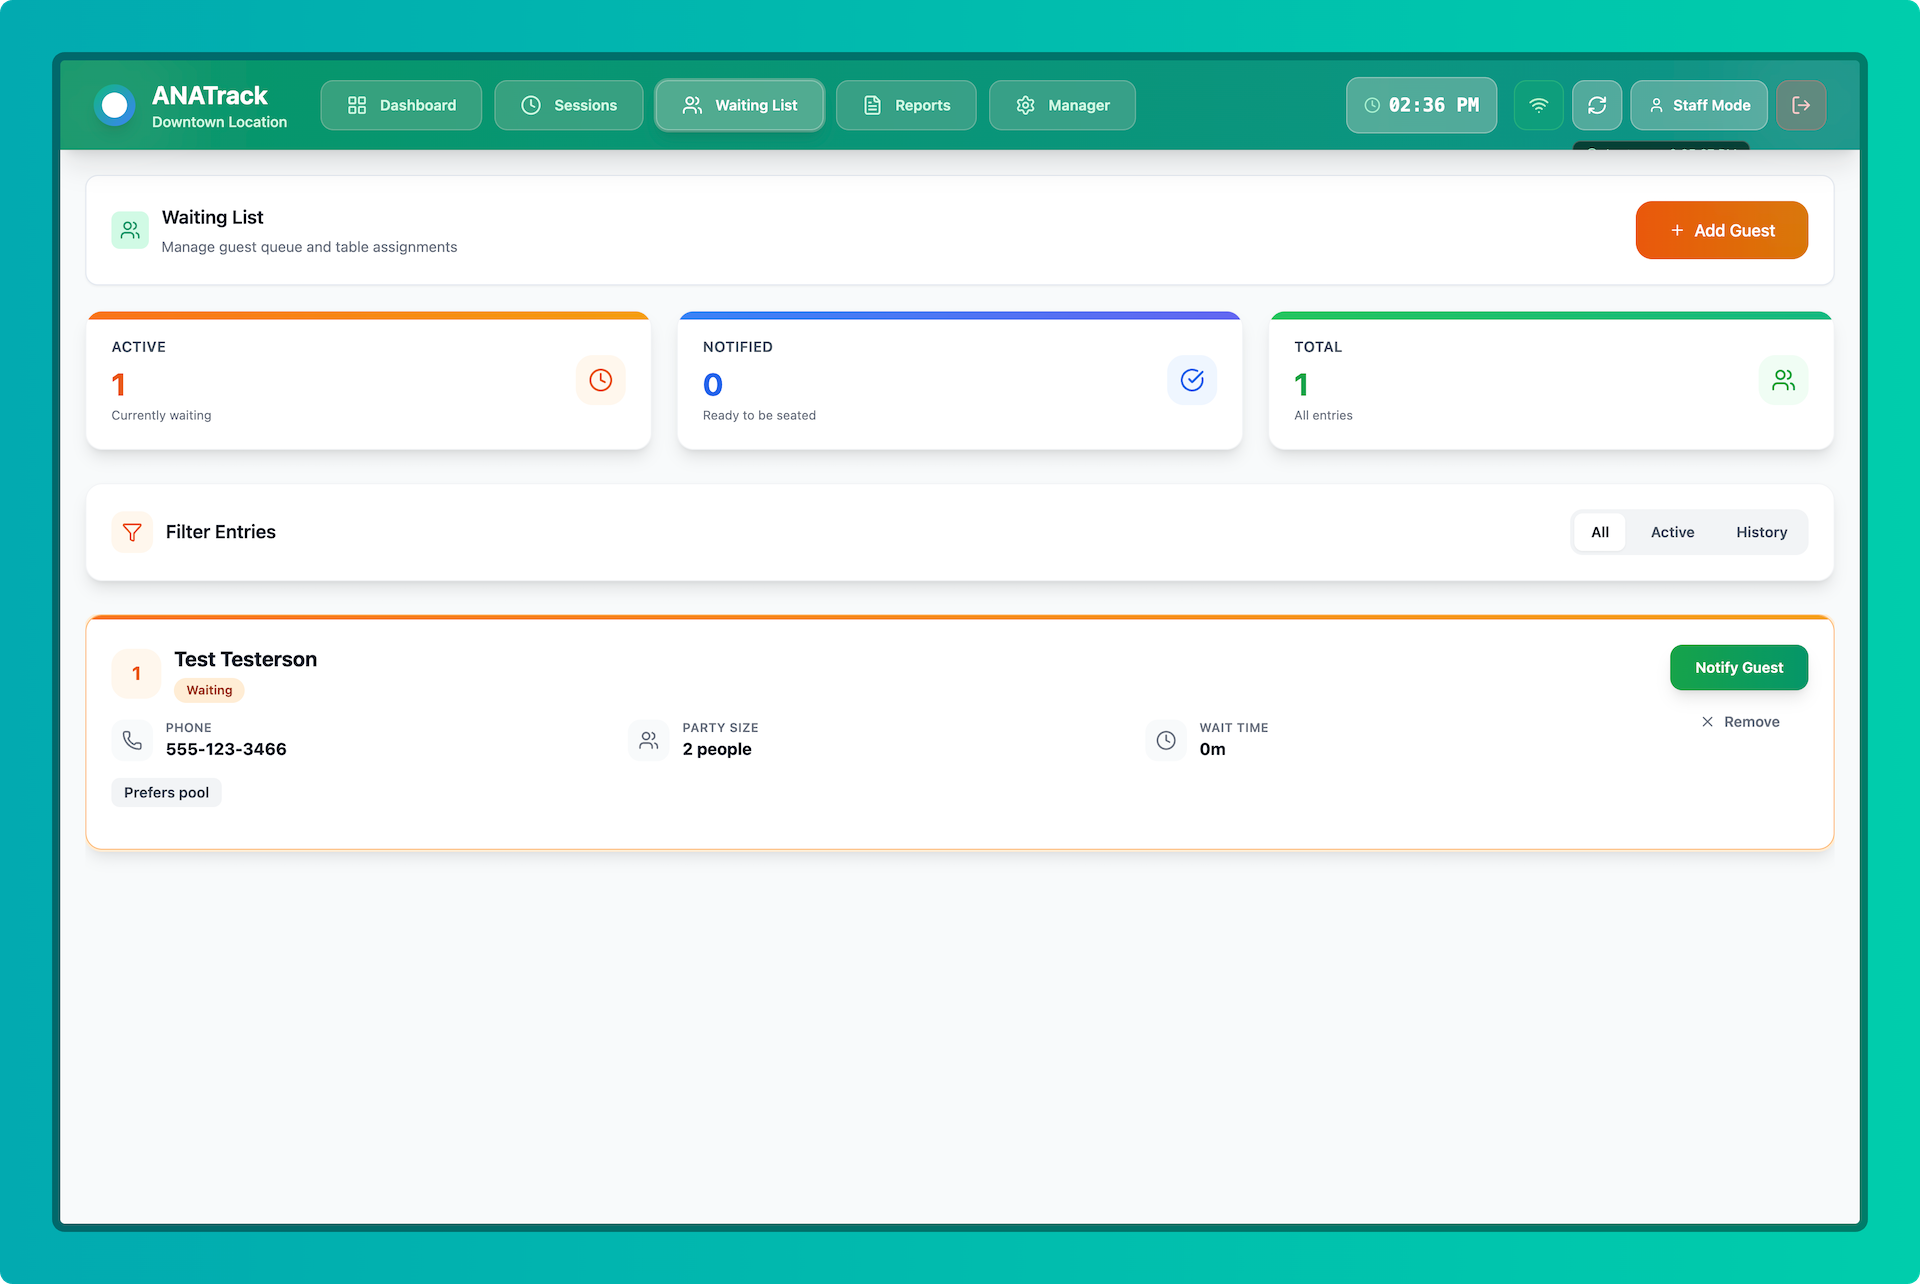 ANATrack
Downtown Location
Dashboard
Sessions
Waiting List
Reports
Manager
02:36 PM
Staff Mode
Waiting List
Manage guest queue and table assignments
+ Add Guest
ACTIVE
1
Currently waiting
NOTIFIED
0
Ready to be seated
TOTAL
1
All entries
Filter Entries
All
Active
History
1
Test Testerson
Waiting
Notify Guest
PHONE
555-123-3466
PARTY SIZE
2 people
WAIT TIME
0m
Remove
Prefers pool